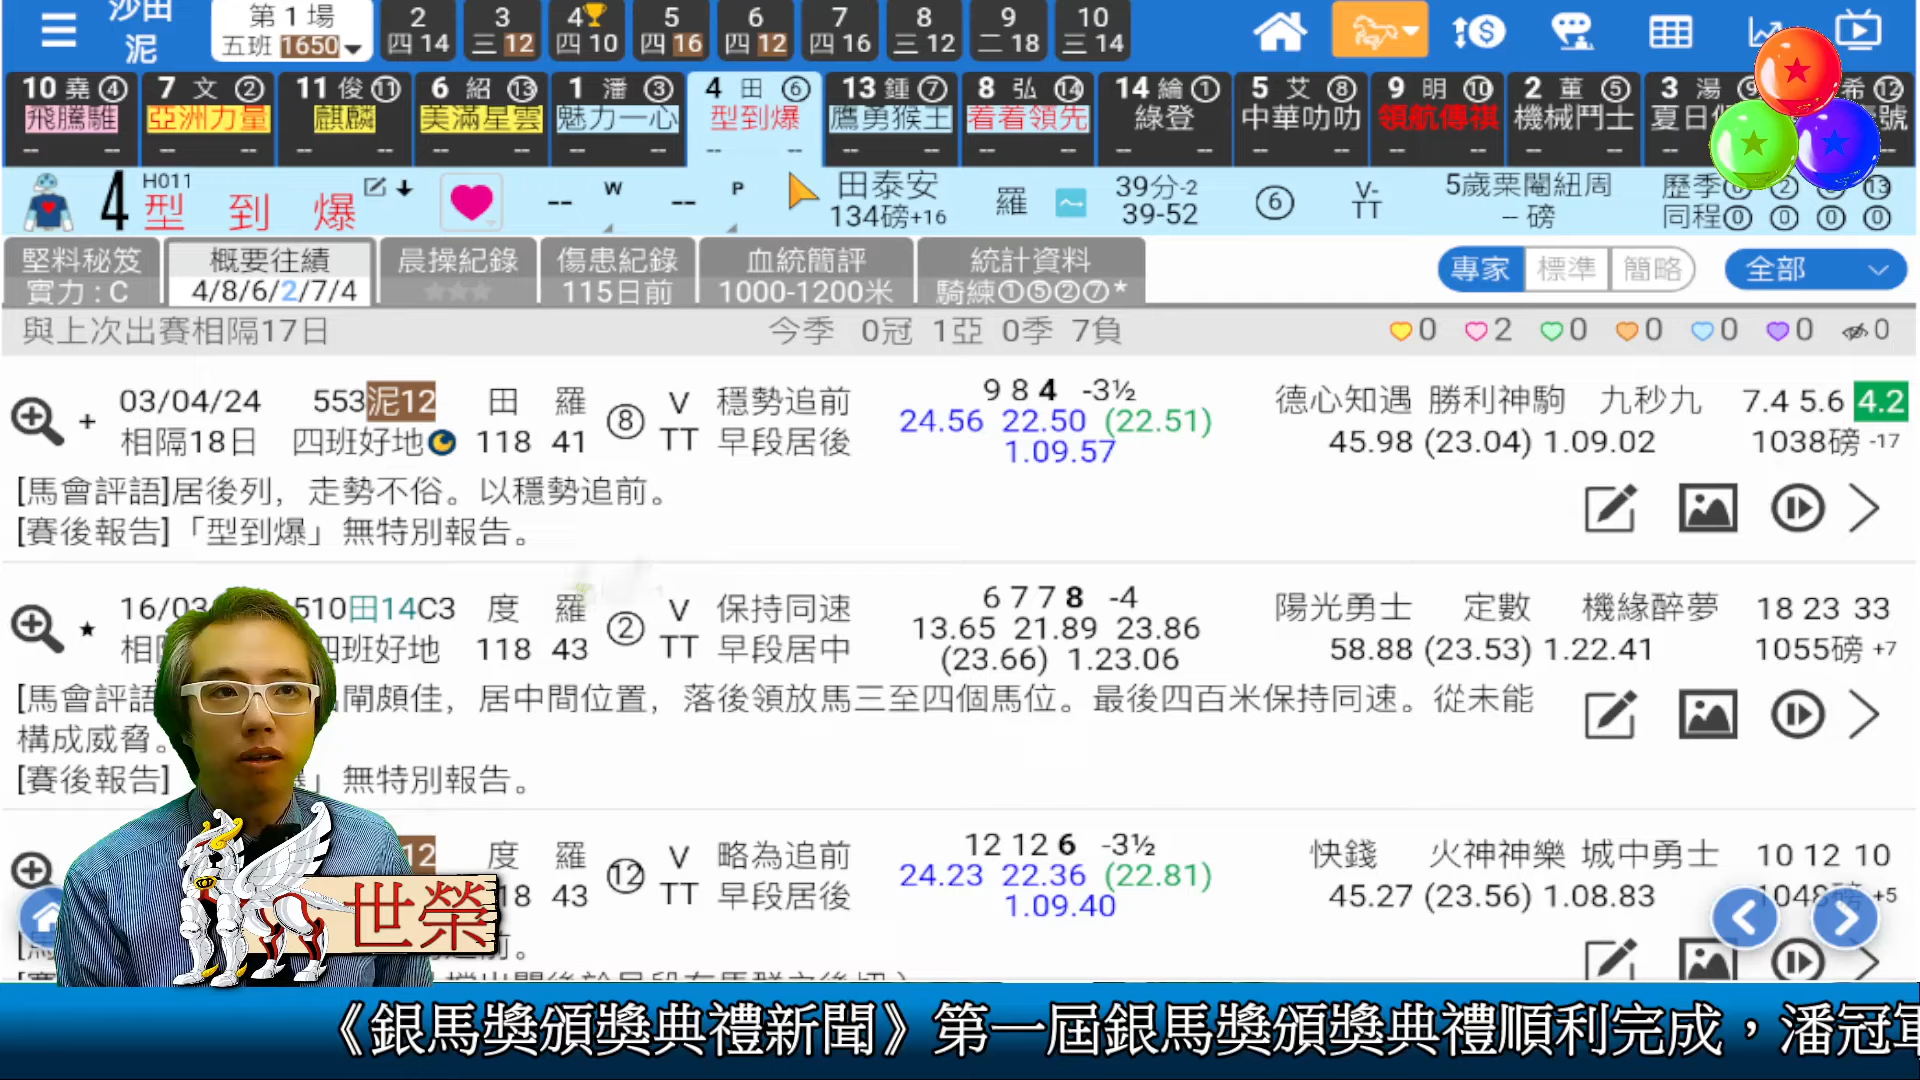 沙田 泥
第 1 場
五班 1650
2 四 14
3 三 12
4 四 10
5 四 16
6 四 12
7 四 16
8 三 12
9 二 18
10 三 14
10 堯 ④ 飛騰騅 -- --
7 文 ② 亞洲力量 -- --
11 俊 ⑪ 麒麟 -- --
6 紹 ⑬ 美滿星雲 -- --
1 潘 ③ 魅力一心 -- --
4 田 ⑥ 型到爆 -- --
13 鍾 ⑦ 鷹勇猴王 -- --
8 弘 ⑭ 着着領先 -- --
14 綸 ① 綠登 -- --
5 艾 ⑧ 中華叻叻 -- --
9 明 ⑩ 領航傳祺 -- --
2 董 ⑤ 機械鬥士 -- --
3 湯 夏日
希 ⑫ 號 --
4 H011 型到爆
-- W -- P
田泰安 134磅+16
羅
39分-2
39-52
⑥
V-
TT
5歲栗閹紐周
– 磅
歷季 ⑬
同程⓪ ⓪ ⓪ ⓪
堅料秘笈 實力 : C
概要往績 4/8/6/2/7/4
晨操紀錄 ★★★
傷患紀錄 115日前
血統簡評 1000-1200米
統計資料 騎練①⑤②⑦*
專家 標準 簡略
全部
與上次出賽相隔17日
今季 0冠 1亞 0季 7負
0 2 0 0 0 0 0
+ 03/04/24 553泥12 田 羅 ⑧ V 穩勢追前 9 8 4 -3½ 德心知遇 勝利神駒 九秒九 7.4 5.6 4.2
相隔18日 四班好地 118 41 TT 早段居後 24.56 22.50 (22.51) 1.09.57 45.98 (23.04) 1.09.02 1038磅 -17
[馬會評語]居後列，走勢不俗。以穩勢追前。
[賽後報告]「型到爆」無特別報告。
★ 16/03 510田14C3 度 羅 ② V 保持同速 6 7 7 8 -4 陽光勇士 定數 機緣醉夢 18 23 33
相 四班好地 118 43 TT 早段居中 13.65 21.89 23.86 (23.66) 1.23.06 58.88 (23.53) 1.22.41 1055磅 +7
[馬會評語 閘頗佳，居中間位置，落後領放馬三至四個馬位。最後四百米保持同速。從未能
構成威脅。
[賽後報告] 」無特別報告。
12 度 羅 ⑫ V 略為追前 12 12 6 -3½ 快錢 火神神樂 城中勇士 10 12 10
18 43 TT 早段居後 24.23 22.36 (22.81) 1.09.40 45.27 (23.56) 1.08.83 1048磅 +5
前。
世榮
《銀馬獎頒獎典禮新聞》第一屆銀馬獎頒獎典禮順利完成，潘冠